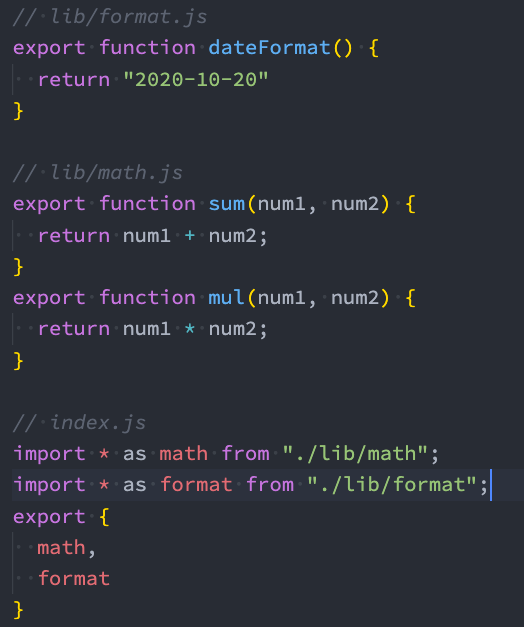 // lib/format.js
export function dateFormat() {
  return "2020-10-20"
}

// lib/math.js
export function sum(num1, num2) {
  return num1 + num2;
}
export function mul(num1, num2) {
  return num1 * num2;
}

// index.js
import * as math from "./lib/math";
import * as format from "./lib/format";
export {
  math,
  format
}